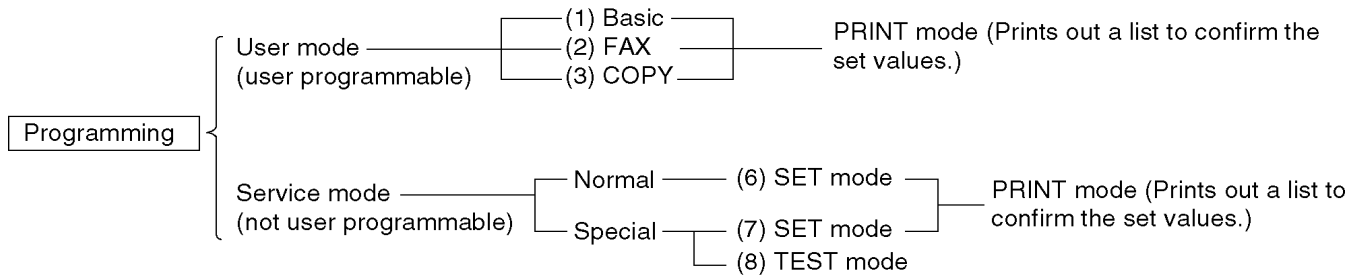 Programming
User mode
(user programmable)
(1) Basic
(2) FAX
(3) COPY
PRINT mode (Prints out a list to confirm the
set values.)
Service mode
(not user programmable)
Normal
(6) SET mode
Special
(7) SET mode
(8) TEST mode
PRINT mode (Prints out a list to
confirm the set values.)